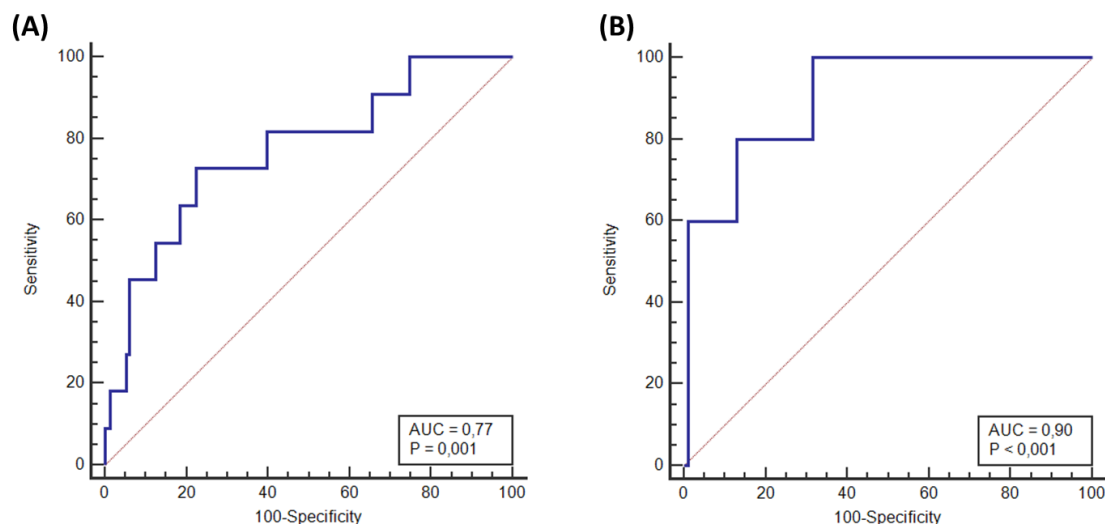 (A)
100
80
60
40
20
0
Sensitivity
0 20 40 60 80 100
100-Specificity
AUC = 0,77
P = 0,001
(B)
100
80
60
40
20
0
Sensitivity
0 20 40 60 80 100
100-Specificity
AUC = 0,90
P < 0,001